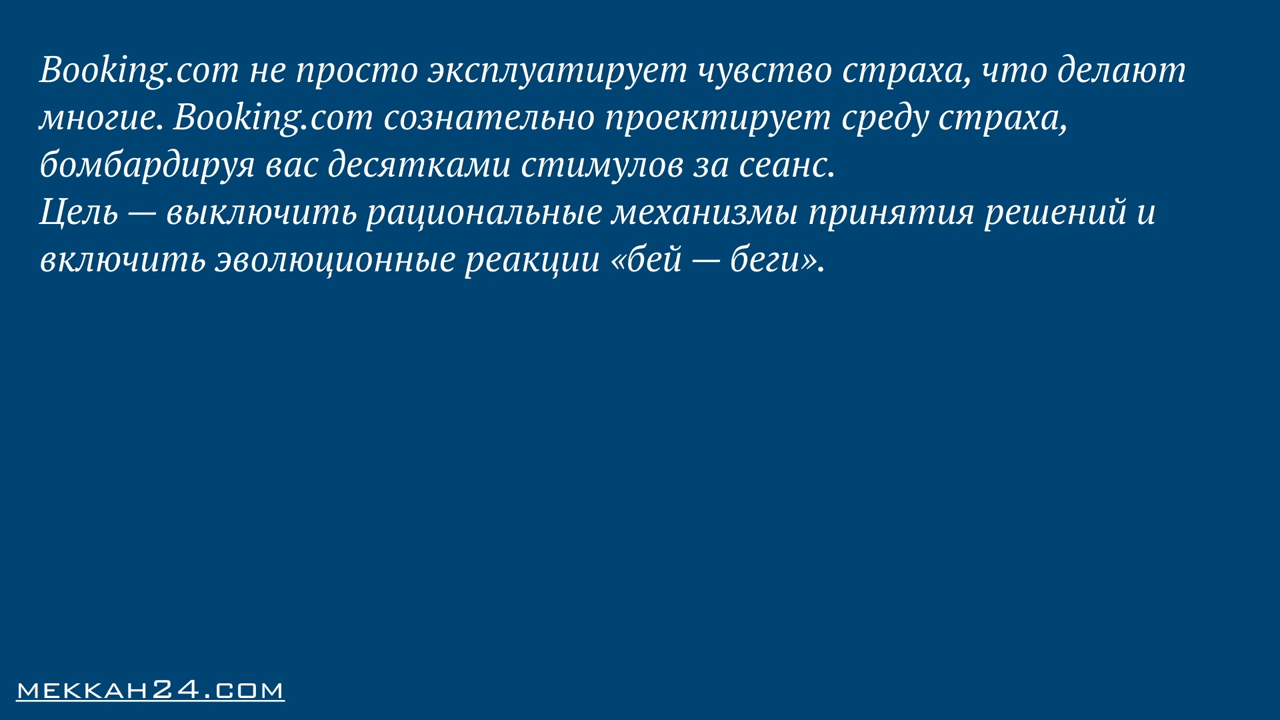 Booking.com не просто эксплуатирует чувство страха, что делают
многие. Booking.com сознательно проектирует среду страха,
бомбардируя вас десятками стимулов за сеанс.
Цель — выключить рациональные механизмы принятия решений и
включить эволюционные реакции «бей — беги».
MEKKAH24.COM